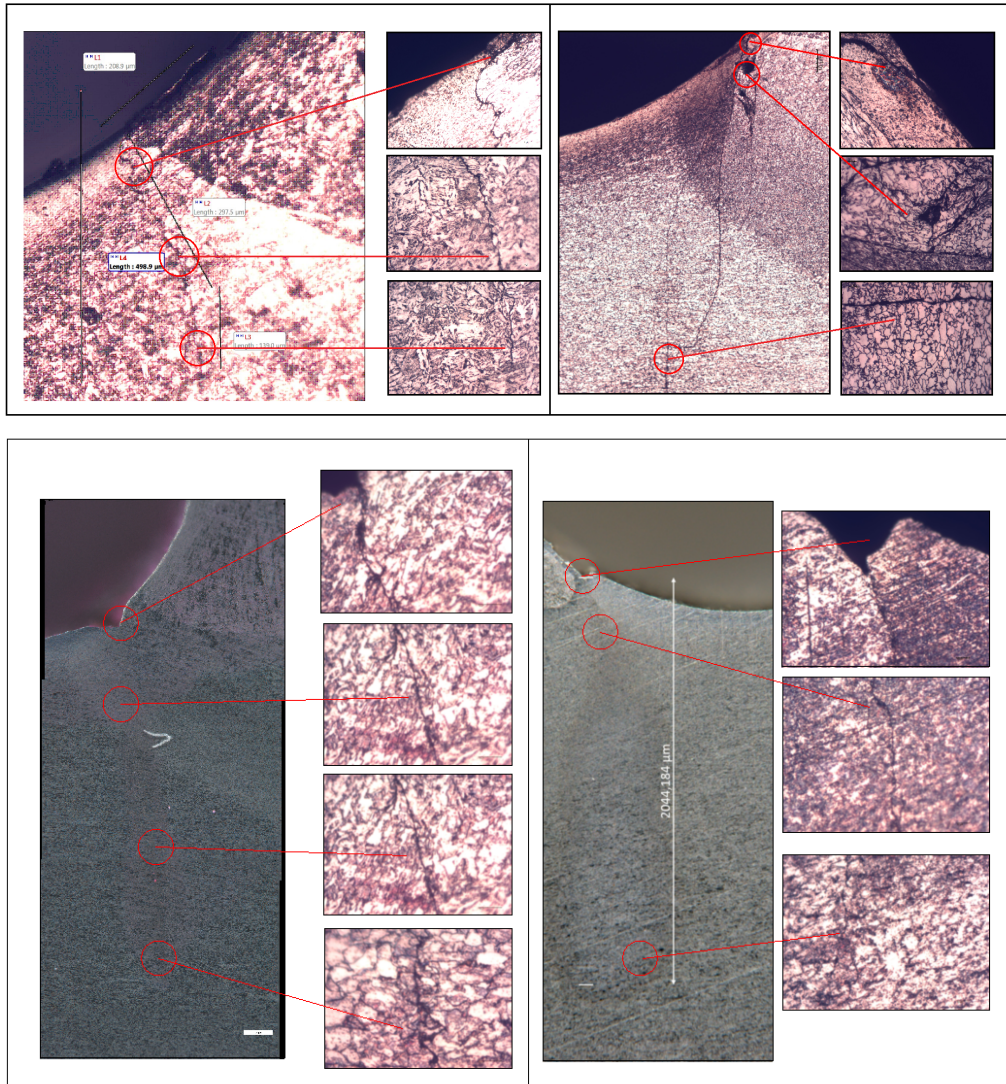 L1
Length : 206.9 µm
L2
Length : 297.5 µm
L4
Length : 498.9 µm
L3
Length : 139.0 µm
2044.184 µm